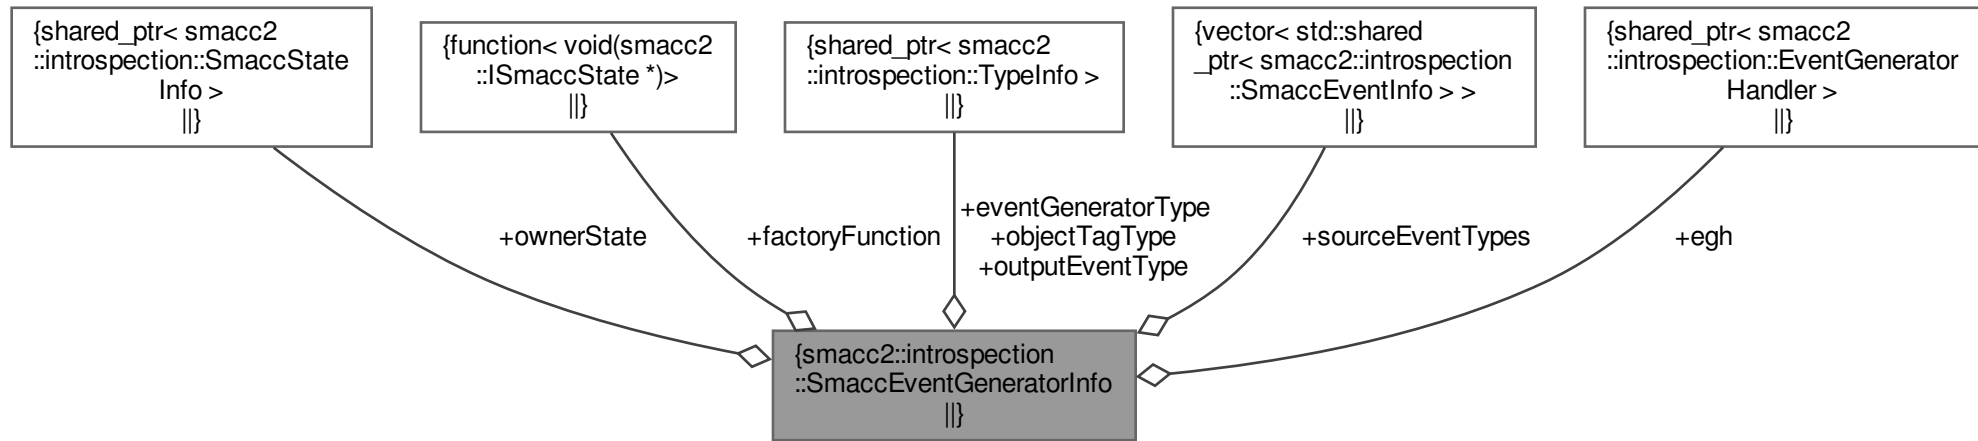 {shared_ptr< smacc2
::introspection::SmaccState
Info >
||}
{function< void(smacc2
::ISmaccState *)>
||}
{shared_ptr< smacc2
::introspection::TypeInfo >
||}
{vector< std::shared
_ptr< smacc2::introspection
::SmaccEventInfo > >
||}
{shared_ptr< smacc2
::introspection::EventGenerator
Handler >
||}
+ownerState
+factoryFunction
+eventGeneratorType
+objectTagType
+outputEventType
+sourceEventTypes
+egh
{smacc2::introspection
::SmaccEventGeneratorInfo
||}